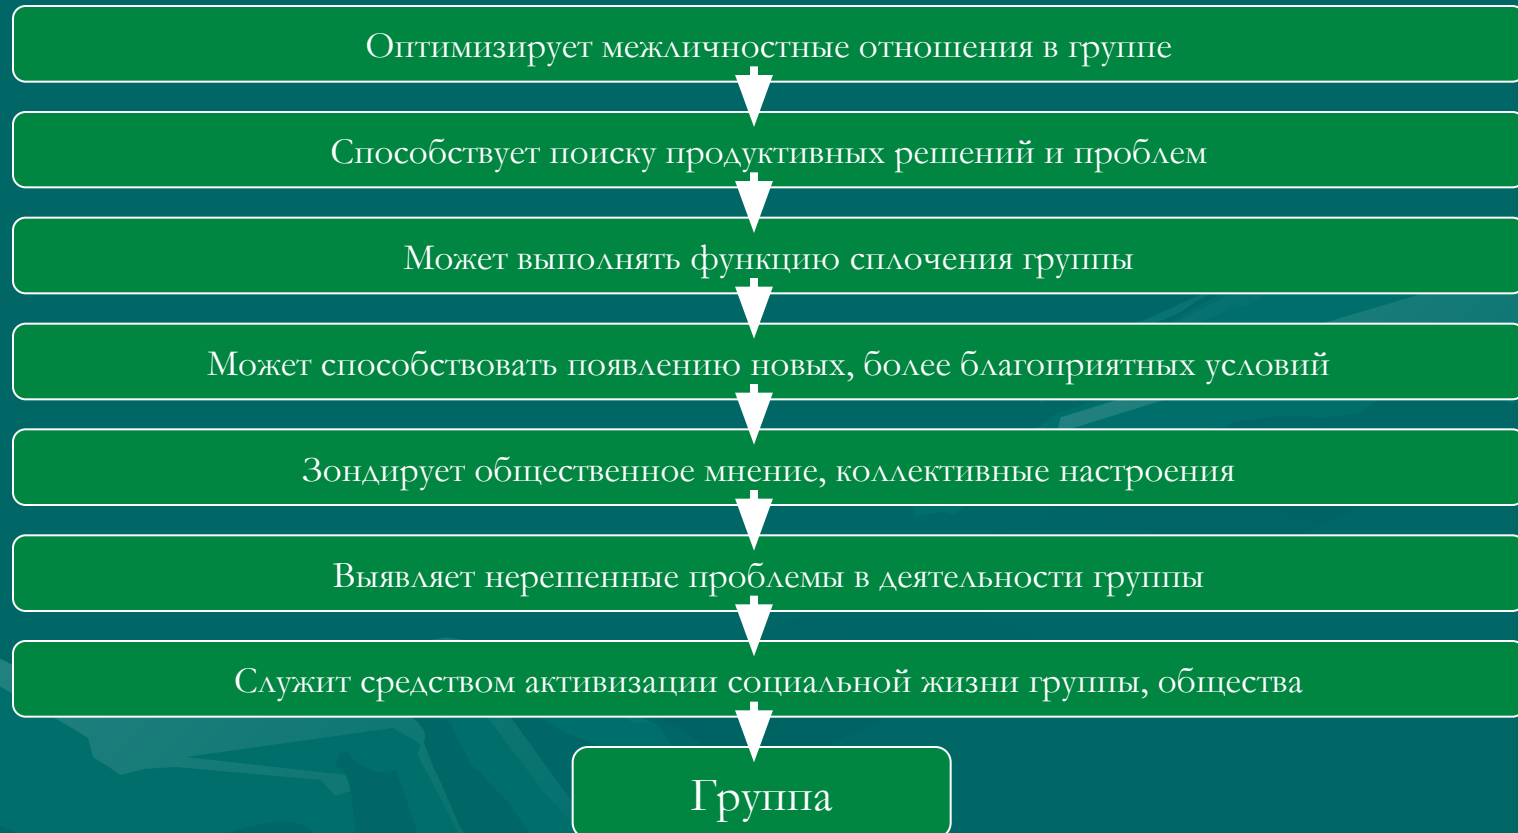 Оптимизирует межличностные отношения в группе
Способствует поиску продуктивных решений и проблем
Может выполнять функцию сплочения группы
Может способствовать появлению новых, более благоприятных условий
Зондирует общественное мнение, коллективные настроения
Выявляет нерешенные проблемы в деятельности группы
Служит средством активизации социальной жизни группы, общества
Группа